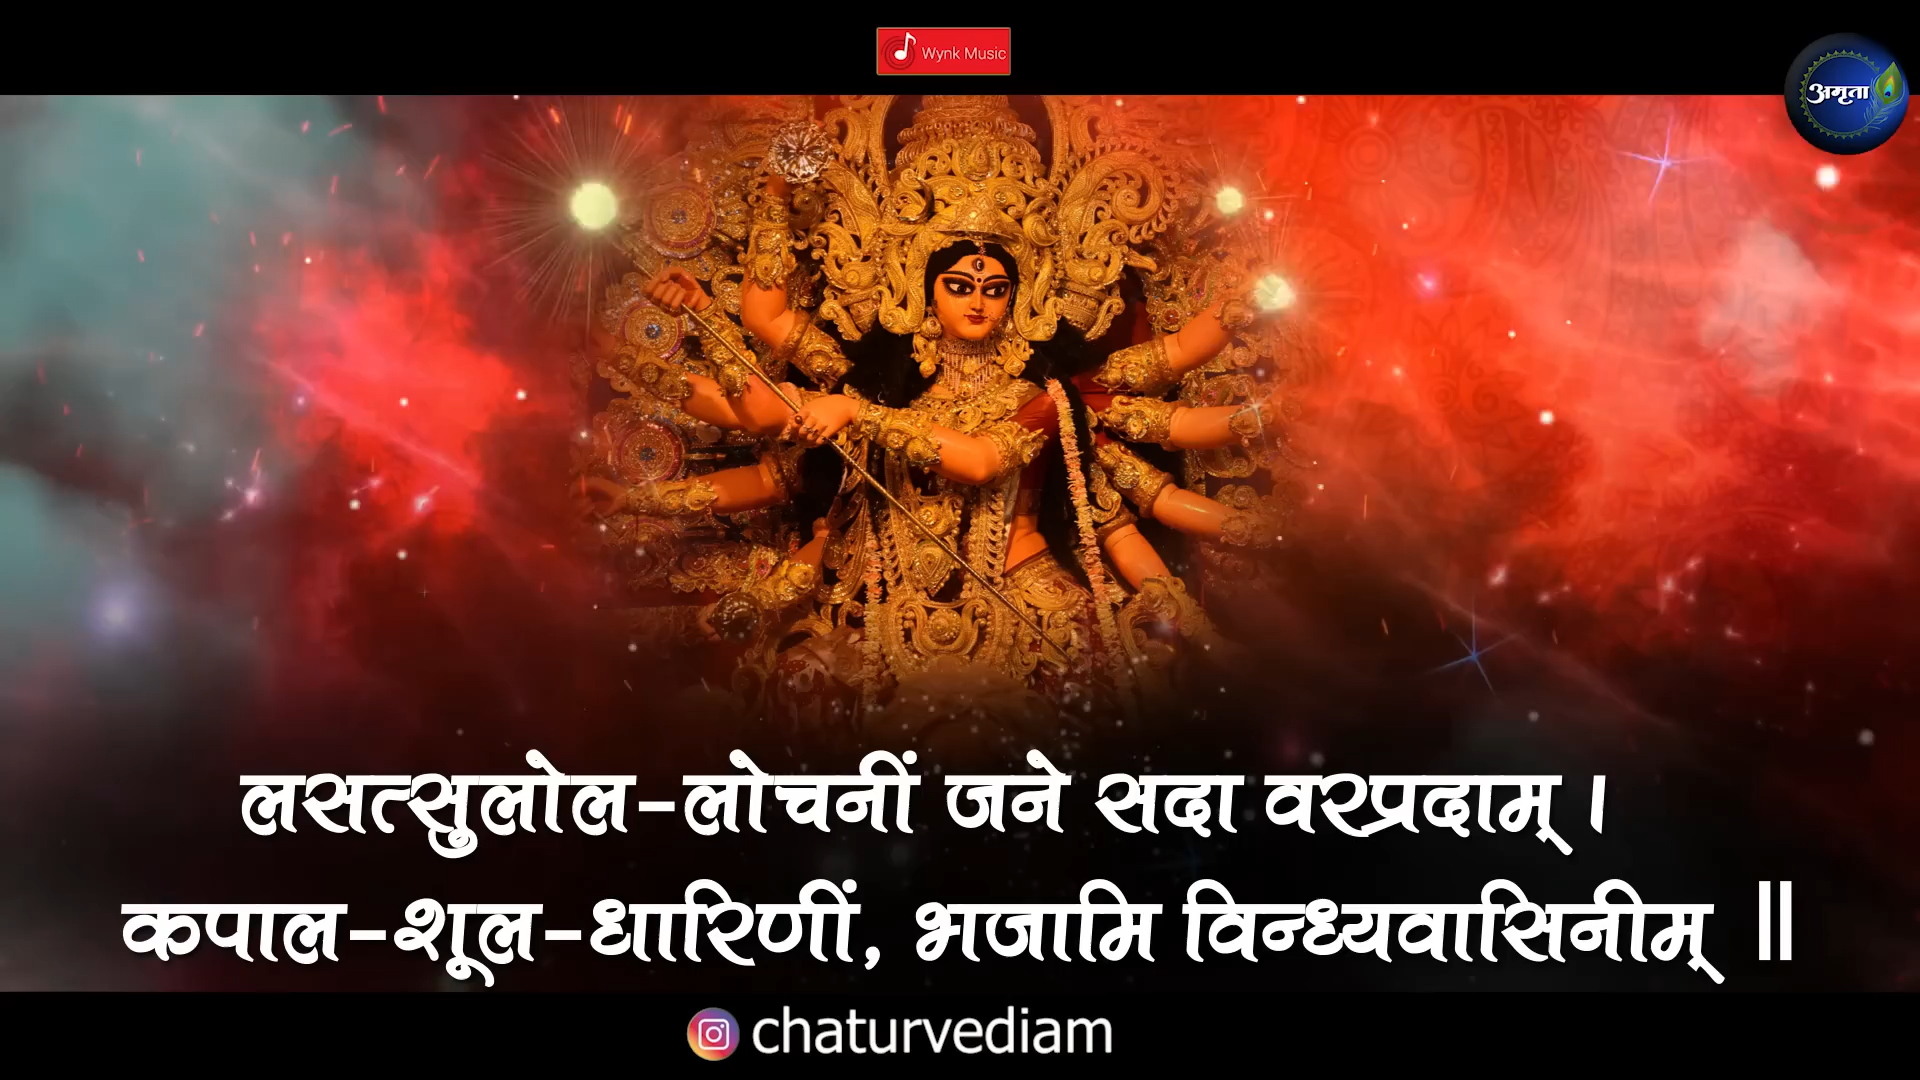 Wynk Music
अमृता
लसत्सुलोल-लोचनीं जने सदा वरप्रदाम् ।
कपाल-शूल-धारिणीं, भजामि विन्ध्यवासिनीम् ॥
chaturvediam